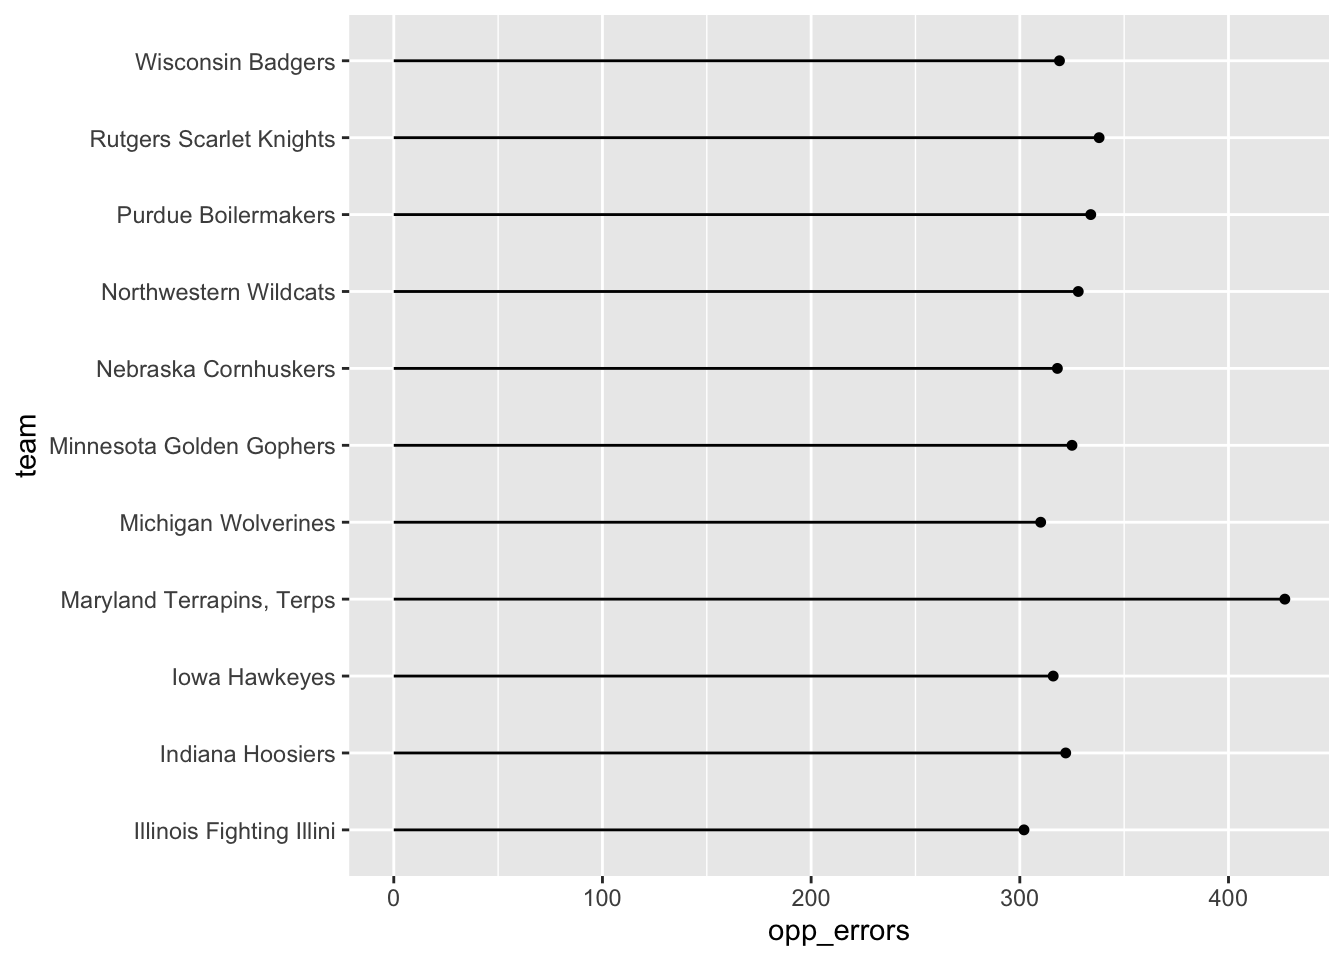 Wisconsin Badgers
Rutgers Scarlet Knights
Purdue Boilermakers
Northwestern Wildcats
Nebraska Cornhuskers
Minnesota Golden Gophers
Michigan Wolverines
Maryland Terrapins, Terps
Iowa Hawkeyes
Indiana Hoosiers
Illinois Fighting Illini
team
0 100 200 300 400
opp_errors